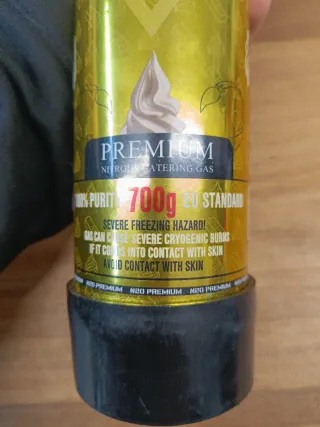 PREMIUM
NITROUS CATERING GAS
100% PURITY 700g EU STANDARD
SEVERE FREEZING HAZARD!
GAS CAN CAUSE SEVERE CRYOGENIC BURNS
IF IT COMES INTO CONTACT WITH SKIN
AVOID CONTACT WITH SKIN
N2O PREMIUM N2O PREMIUM N2O PREMIUM